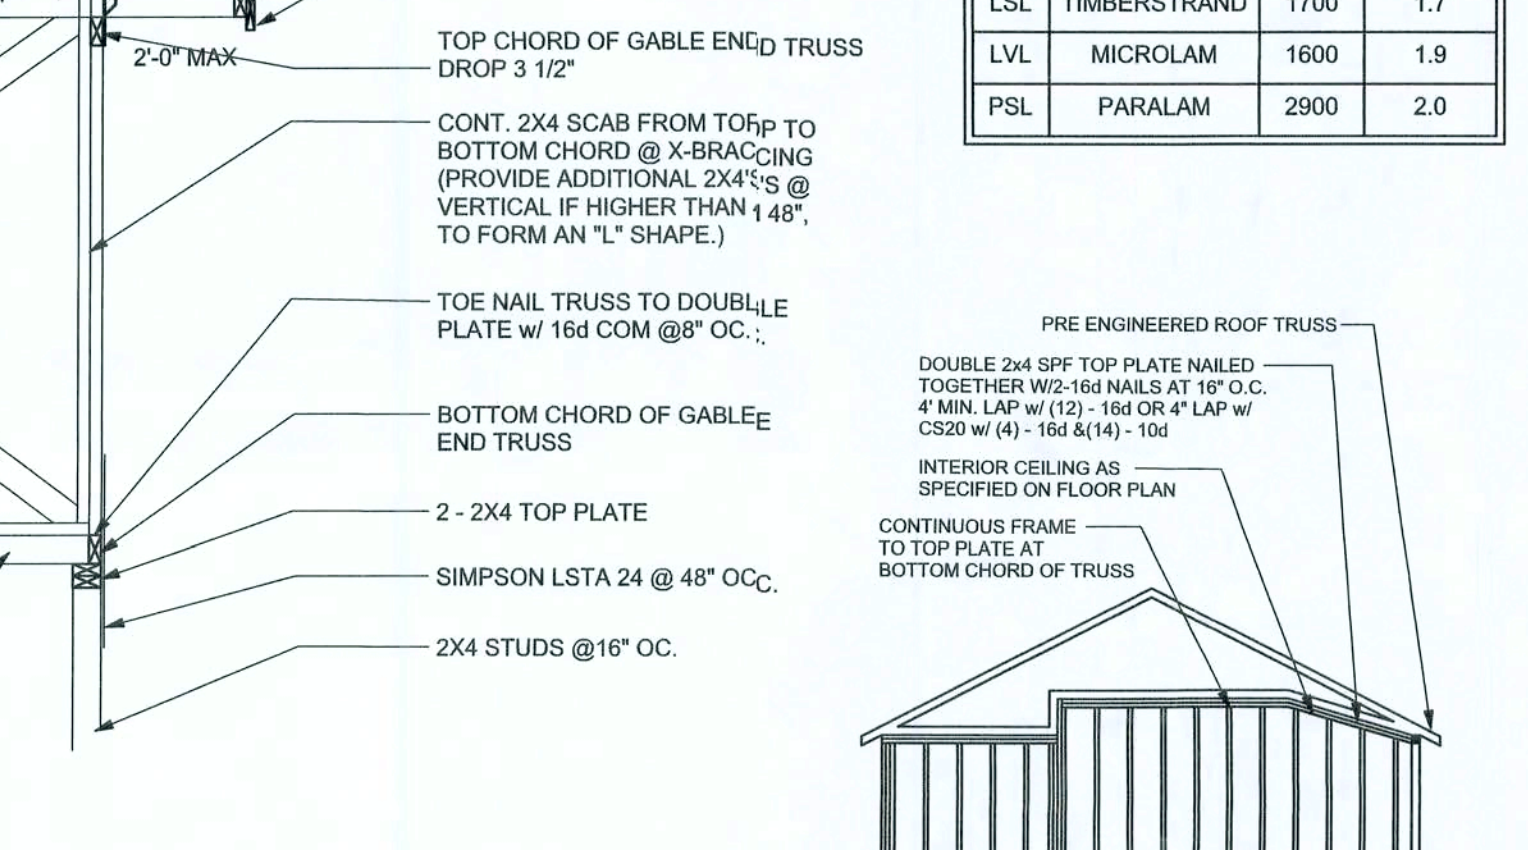 2'-0" MAX
TOP CHORD OF GABLE END TRUSS
DROP 3 1/2"
CONT. 2X4 SCAB FROM TOP TO
BOTTOM CHORD @ X-BRACING
(PROVIDE ADDITIONAL 2X4'S @
VERTICAL IF HIGHER THAN 48",
TO FORM AN "L" SHAPE.)
TOE NAIL TRUSS TO DOUBLE
PLATE w/ 16d COM @8" OC.
BOTTOM CHORD OF GABLE
END TRUSS
2 - 2X4 TOP PLATE
SIMPSON LSTA 24 @ 48" OC.
2X4 STUDS @16" OC.
LSL TIMBERSTRAND 1700 1.7
LVL MICROLAM 1600 1.9
PSL PARALAM 2900 2.0
PRE ENGINEERED ROOF TRUSS
DOUBLE 2x4 SPF TOP PLATE NAILED
TOGETHER W/2-16d NAILS AT 16" O.C.
4' MIN. LAP w/ (12) - 16d OR 4" LAP w/
CS20 w/ (4) - 16d &(14) - 10d
INTERIOR CEILING AS
SPECIFIED ON FLOOR PLAN
CONTINUOUS FRAME
TO TOP PLATE AT
BOTTOM CHORD OF TRUSS